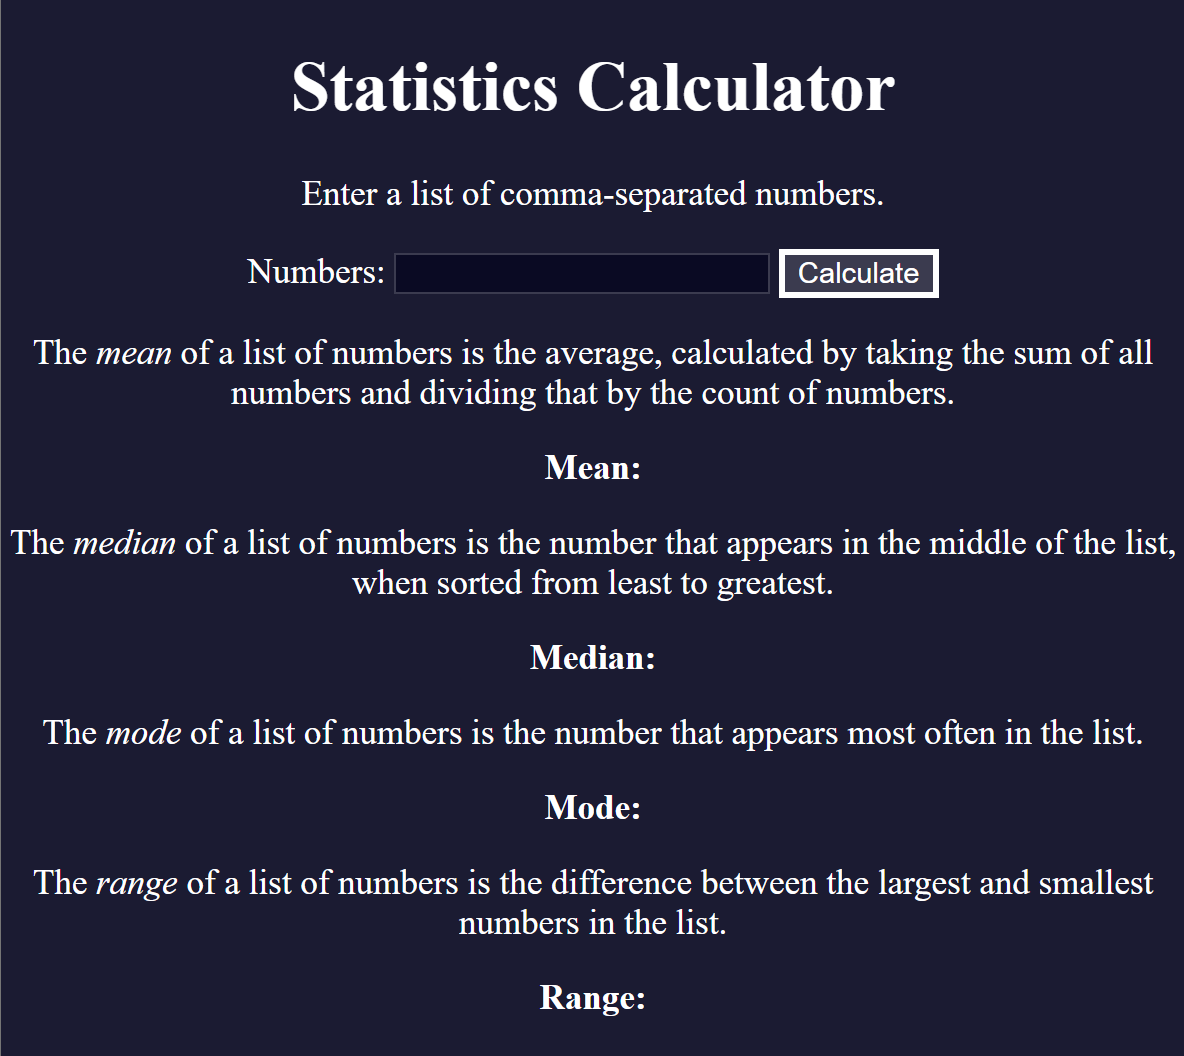 Statistics Calculator
Enter a list of comma-separated numbers.
Numbers: Calculate
The mean of a list of numbers is the average, calculated by taking the sum of all
numbers and dividing that by the count of numbers.
Mean:
The median of a list of numbers is the number that appears in the middle of the list,
when sorted from least to greatest.
Median:
The mode of a list of numbers is the number that appears most often in the list.
Mode:
The range of a list of numbers is the difference between the largest and smallest
numbers in the list.
Range: